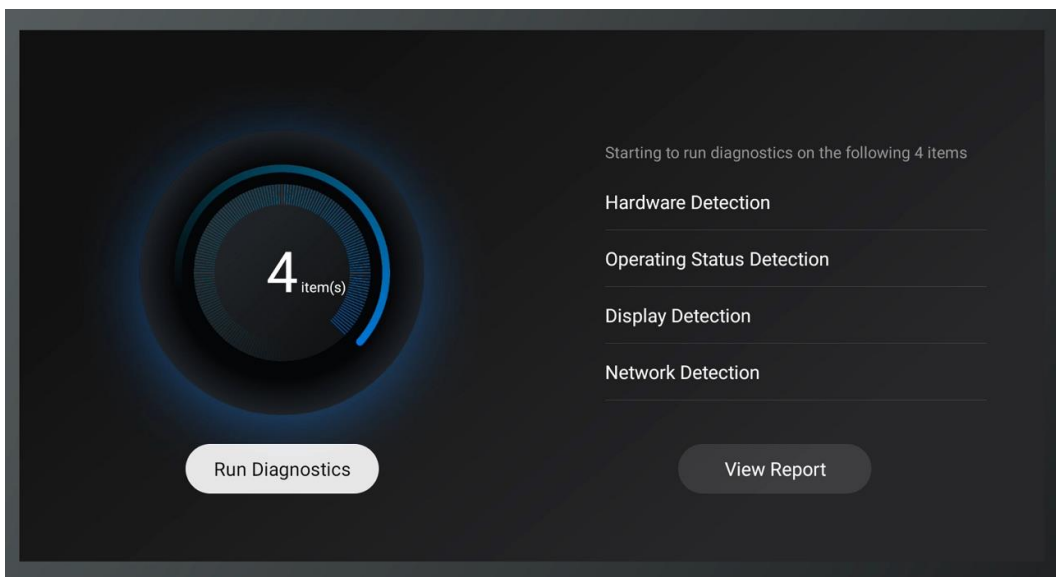 4 item(s)
Run Diagnostics
Starting to run diagnostics on the following 4 items
Hardware Detection
Operating Status Detection
Display Detection
Network Detection
View Report